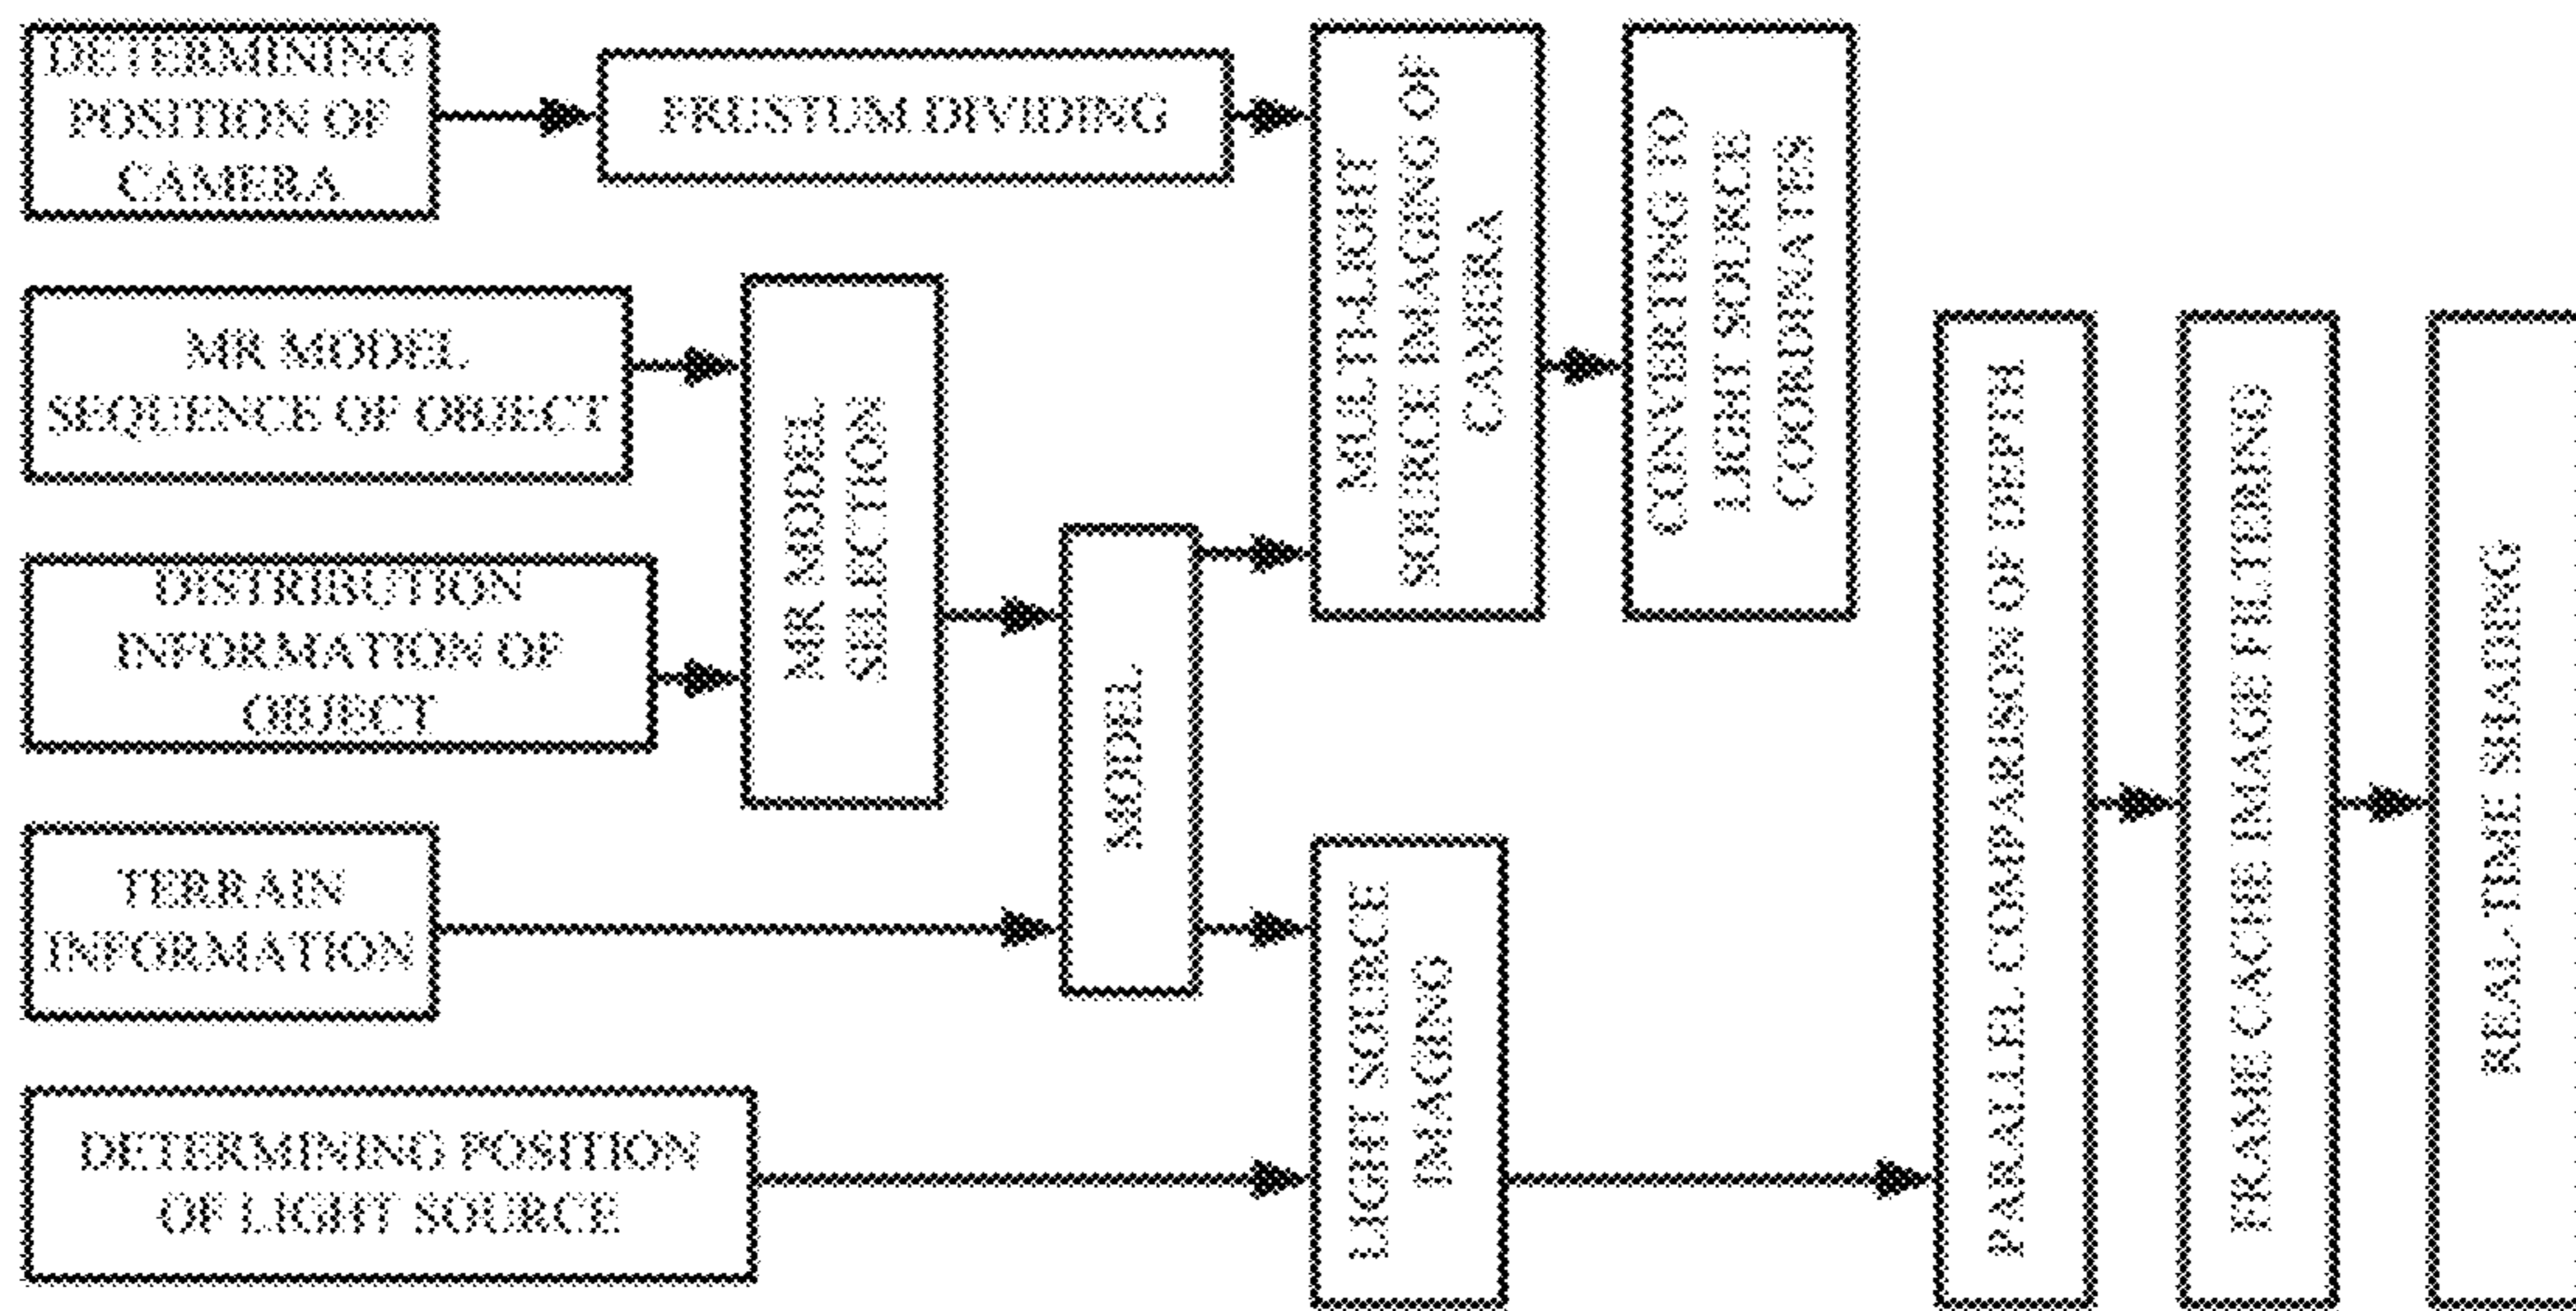 DETERMINING
POSITION OF
CAMERA
FRUSTUM DIVIDING
MULTI-LIGHT
SOURCE IMAGING OF
CAMERA
CONVERTING TO
LIGHT SOURCE
COORDINATES
MR MODEL
SEQUENCE OF OBJECT
MR MODEL
SELECTION
DISTRIBUTION
INFORMATION OF
OBJECT
MODEL
TERRAIN
INFORMATION
LIGHT SOURCE
IMAGING
DETERMINING POSITION
OF LIGHT SOURCE
PARALLEL COMPARISON OF DEPTH
FRAME CACHE IMAGE FILTERING
REAL-TIME SHADING